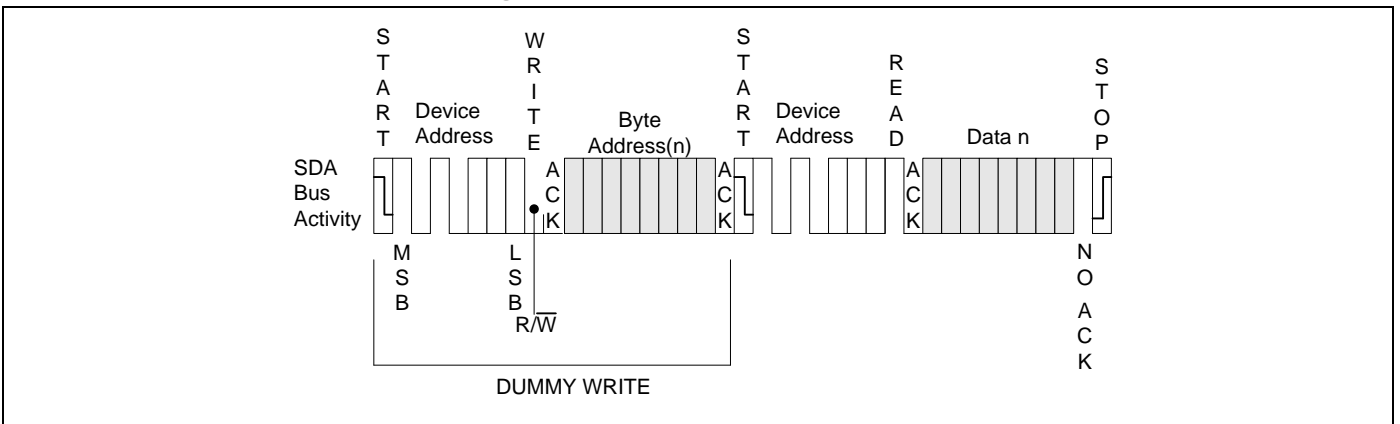 START
WRITE
START
READ
STOP
Device
Address
Byte
Address(n)
Device
Address
Data n
SDA
Bus
Activity
ACK
ACK
ACK
MSB
LSB
R/W̅
NO ACK
DUMMY WRITE